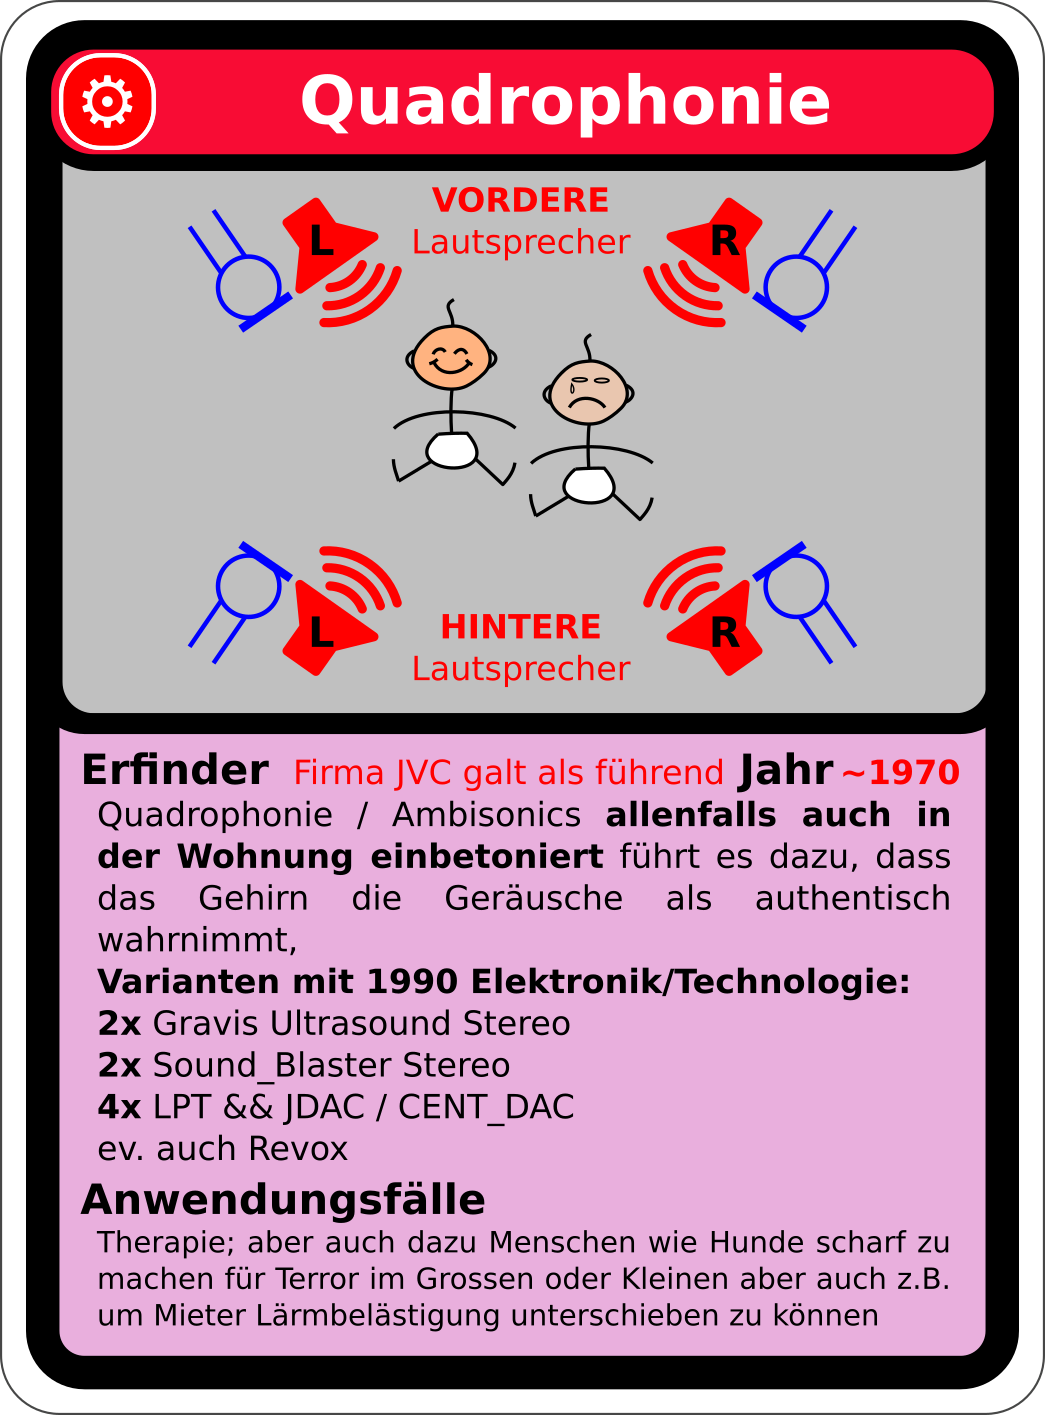 Quadrophonie
VORDERE
Lautsprecher
L
R
HINTERE
Lautsprecher
L
R
Erfinder Firma JVC galt als führend Jahr ~1970
Quadrophonie / Ambisonics allenfalls auch in
der Wohnung einbetoniert führt es dazu, dass
das Gehirn die Geräusche als authentisch
wahrnimmt,
Varianten mit 1990 Elektronik/Technologie:
2x Gravis Ultrasound Stereo
2x Sound_Blaster Stereo
4x LPT && JDAC / CENT_DAC
ev. auch Revox
Anwendungsfälle
Therapie; aber auch dazu Menschen wie Hunde scharf zu
machen für Terror im Grossen oder Kleinen aber auch z.B.
um Mieter Lärmbelästigung unterschieben zu können